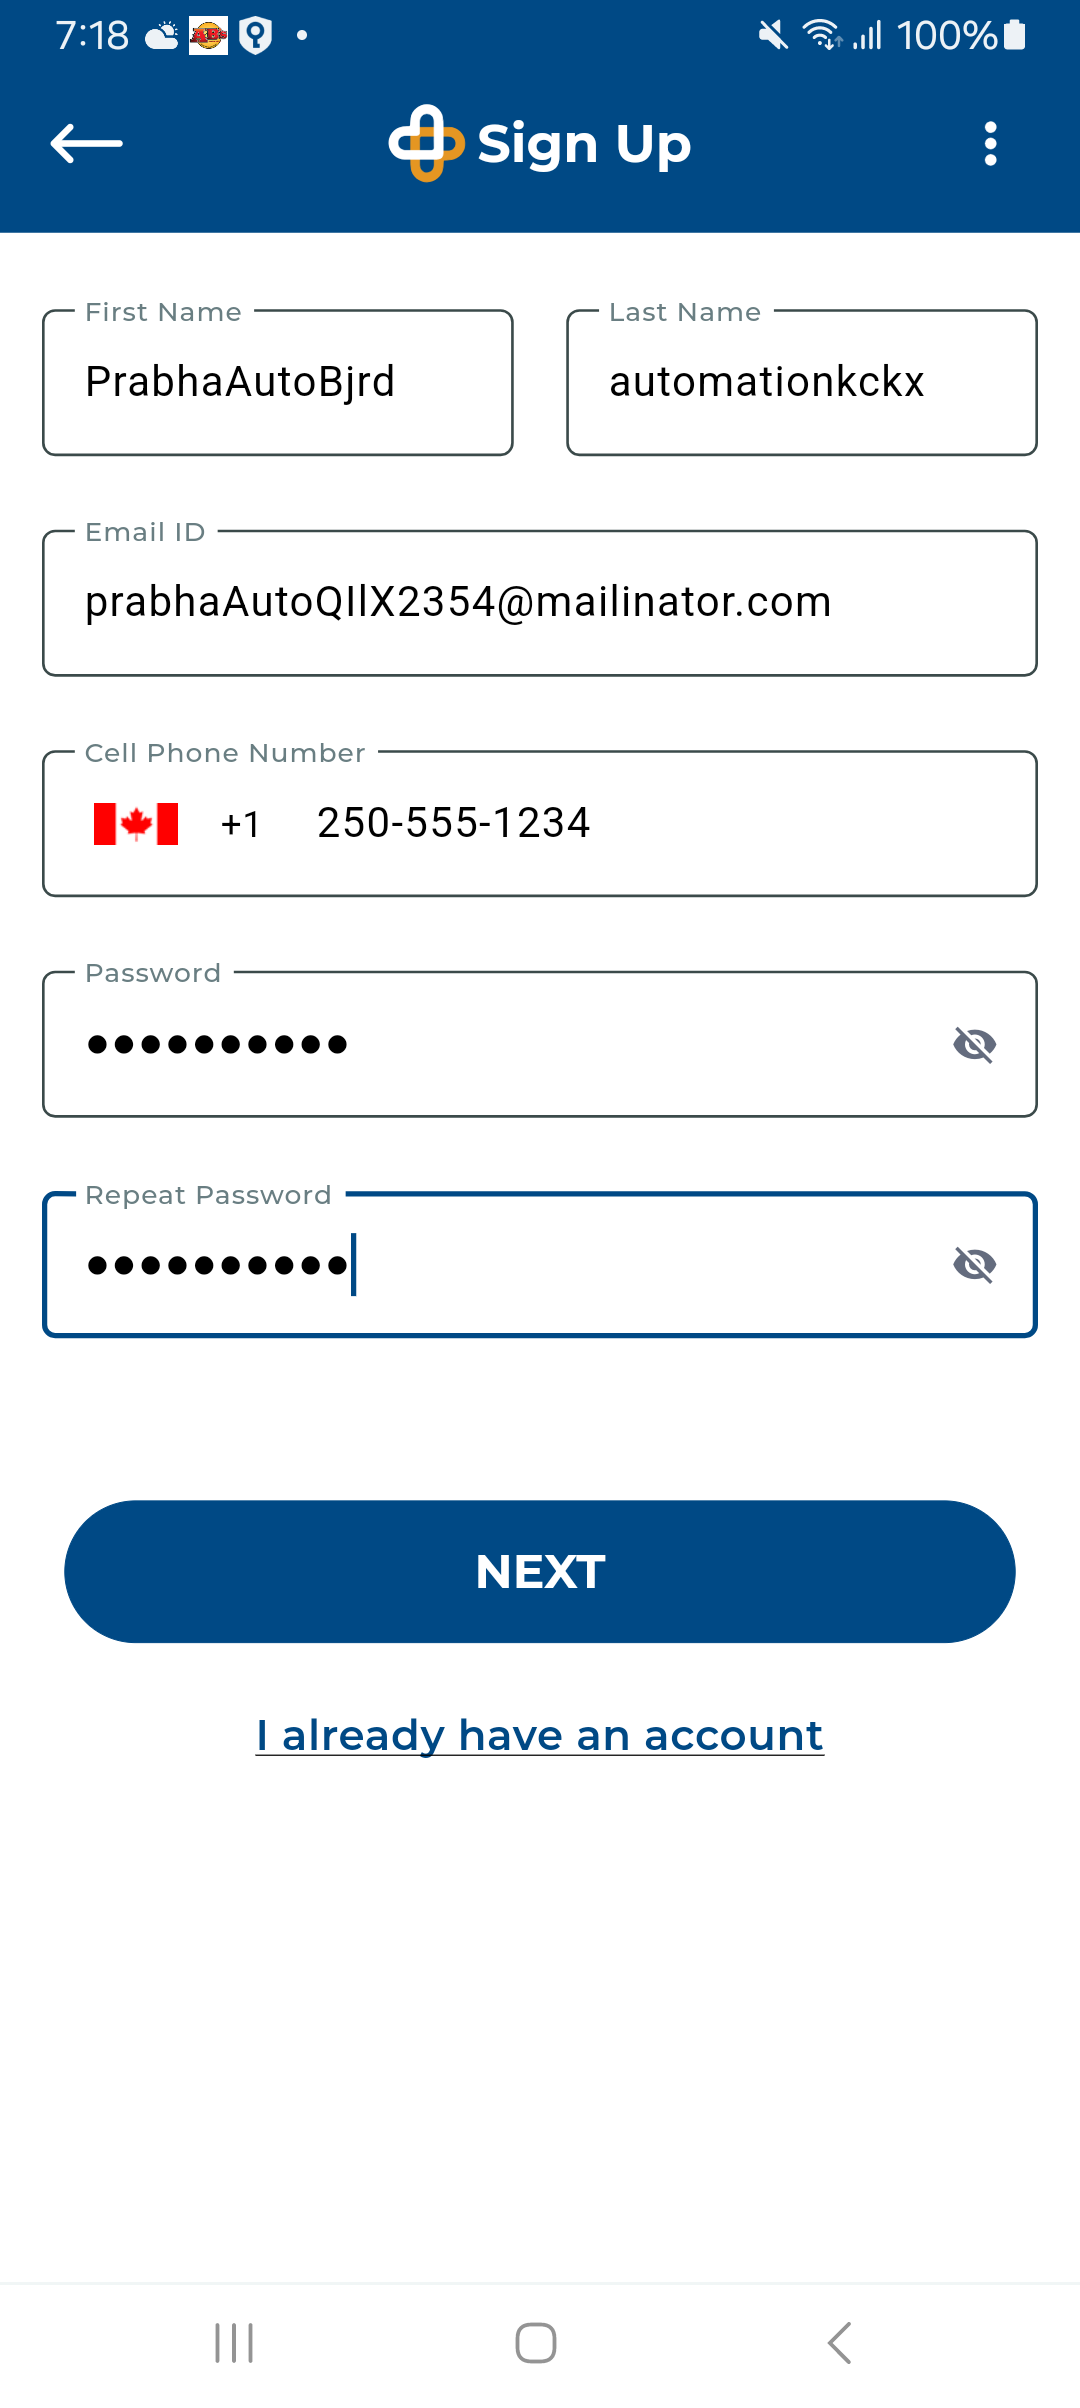 7:18 100%
Sign Up
First Name Last Name
PrabhaAutoBjrd automationkckx
Email ID
prabhaAutoQIlX2354@mailinator.com
Cell Phone Number
+1 250-555-1234
Password
••••••••••
Repeat Password
••••••••••
NEXT
I already have an account